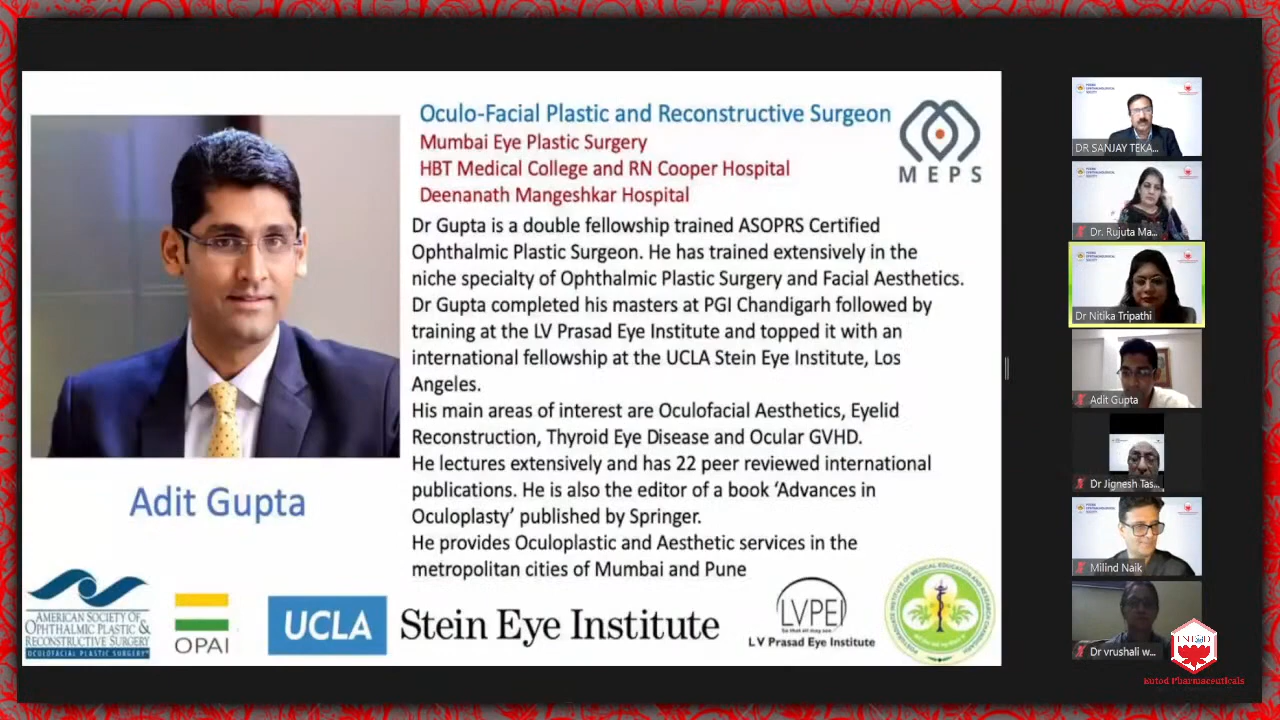 Oculo-Facial Plastic and Reconstructive Surgeon
Mumbai Eye Plastic Surgery
HBT Medical College and RN Cooper Hospital
Deenanath Mangeshkar Hospital
MEPS
Dr Gupta is a double fellowship trained ASOPRS Certified
Ophthalmic Plastic Surgeon. He has trained extensively in the
niche specialty of Ophthalmic Plastic Surgery and Facial Aesthetics.
Dr Gupta completed his masters at PGI Chandigarh followed by
training at the LV Prasad Eye Institute and topped it with an
international fellowship at the UCLA Stein Eye Institute, Los
Angeles.
His main areas of interest are Oculofacial Aesthetics, Eyelid
Reconstruction, Thyroid Eye Disease and Ocular GVHD.
He lectures extensively and has 22 peer reviewed international
publications. He is also the editor of a book ‘Advances in
Oculoplasty’ published by Springer.
He provides Oculoplastic and Aesthetic services in the
metropolitan cities of Mumbai and Pune
Adit Gupta
AMERICAN SOCIETY OF
OPHTHALMIC PLASTIC &
RECONSTRUCTIVE SURGERY
OCULOFACIAL PLASTIC SURGERY
OPAI
UCLA
Stein Eye Institute
LVPEI
So that all may see
L V Prasad Eye Institute
DR SANJAY TEKA...
Dr. Rujuta Ma...
Dr Nitika Tripathi
Adit Gupta
Dr Jignesh Tas...
Milind Naik
Dr vrushali w...
Entod Pharmaceuticals